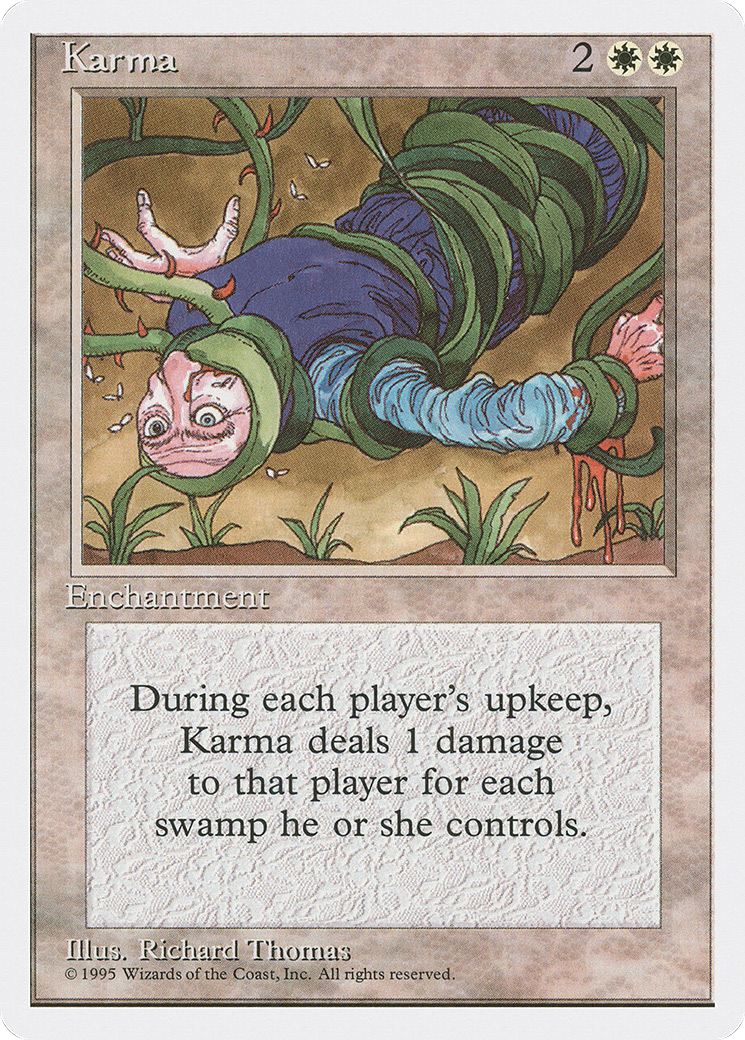 Karma 2
Enchantment
During each player's upkeep,
Karma deals 1 damage
to that player for each
swamp he or she controls.
Illus. Richard Thomas
© 1995 Wizards of the Coast, Inc. All rights reserved.